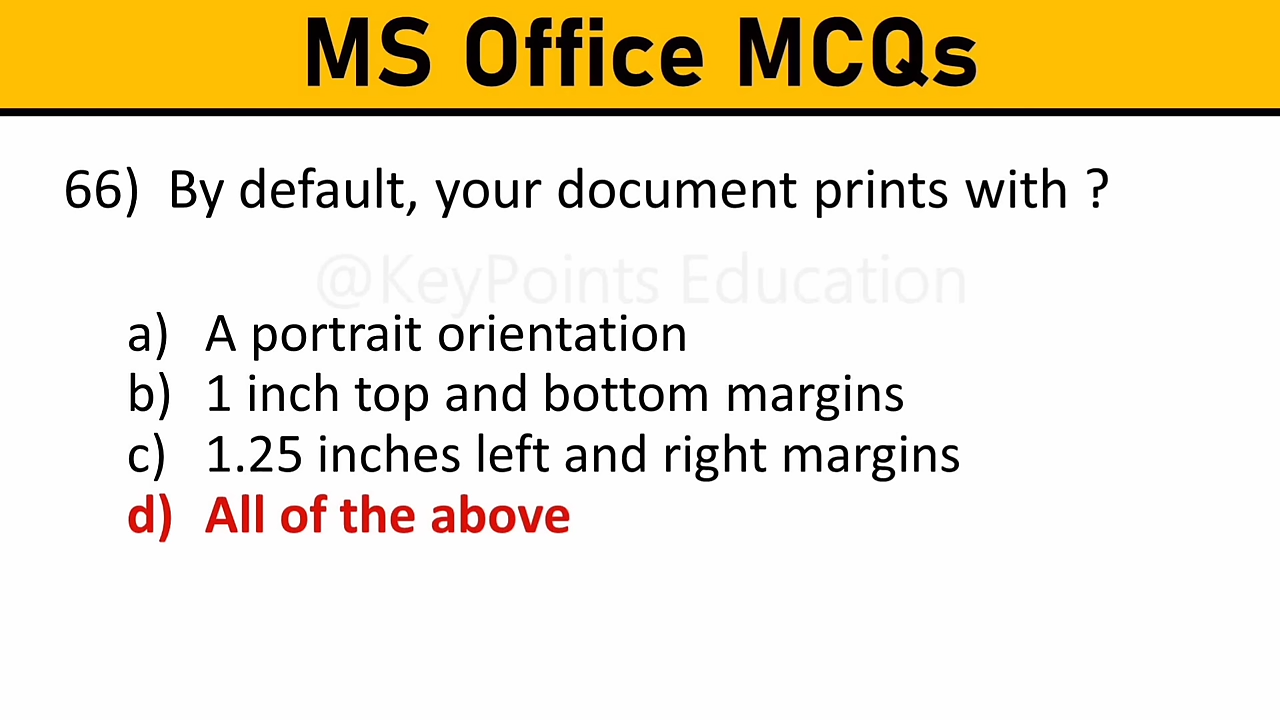 MS Office MCQs
66) By default, your document prints with ?
@KeyPoints Education
a) A portrait orientation
b) 1 inch top and bottom margins
c) 1.25 inches left and right margins
d) All of the above